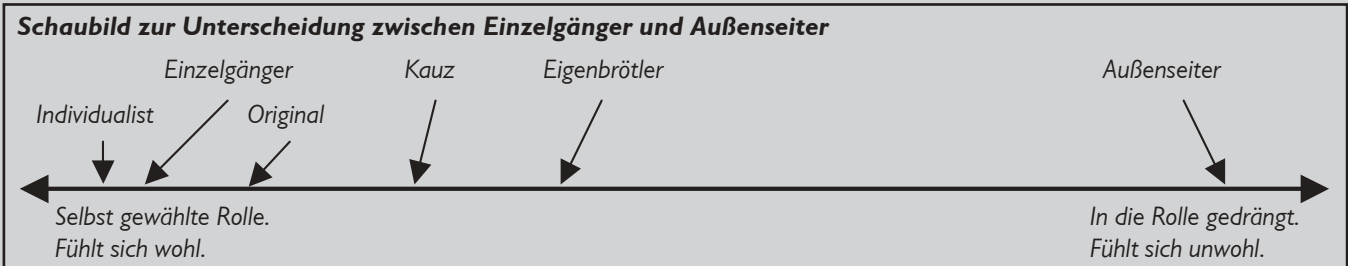 Schaubild zur Unterscheidung zwischen Einzelgänger und Außenseiter
Einzelgänger Kauz Eigenbrötler Außenseiter
Individualist Original
Selbst gewählte Rolle. In die Rolle gedrängt.
Fühlt sich wohl. Fühlt sich unwohl.